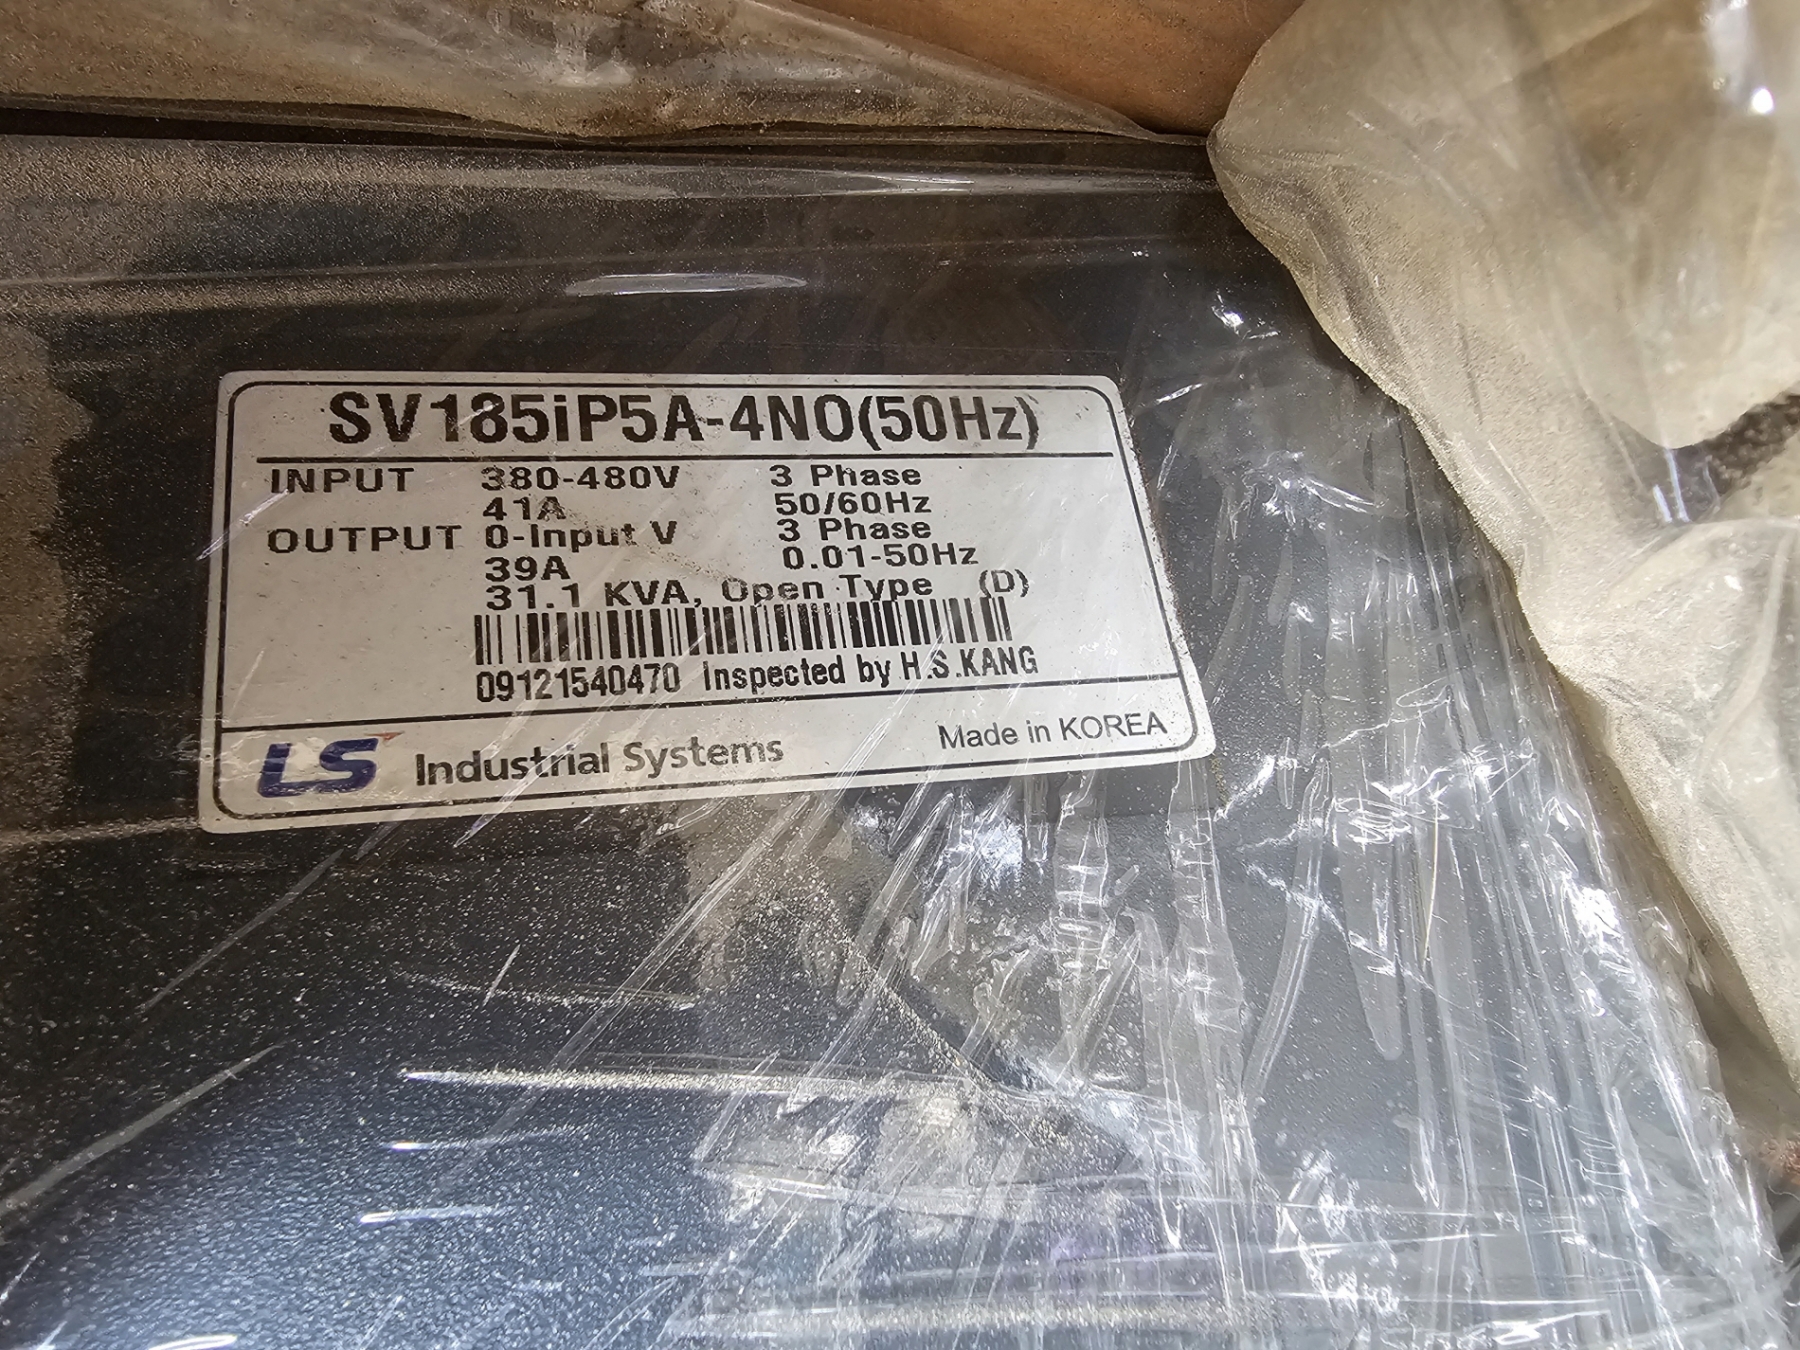 SV185iP5A-4NO(50Hz)
INPUT 380-480V 3 Phase
41A 50/60Hz
OUTPUT 0-Input V 3 Phase
39A 0.01-50Hz
31.1 KVA, Open Type (D)
09121540470 Inspected by H.S.KANG
LS Industrial Systems Made in KOREA